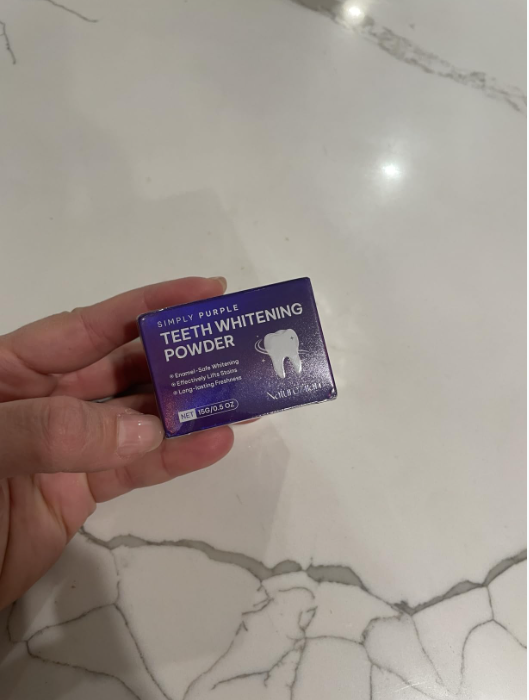 SIMPLY PURPLE
TEETH WHITENING
POWDER
Enamel-Safe Whitening
Effectively Lifts Stains
Long-lasting Freshness
NET 15G/0.5 OZ